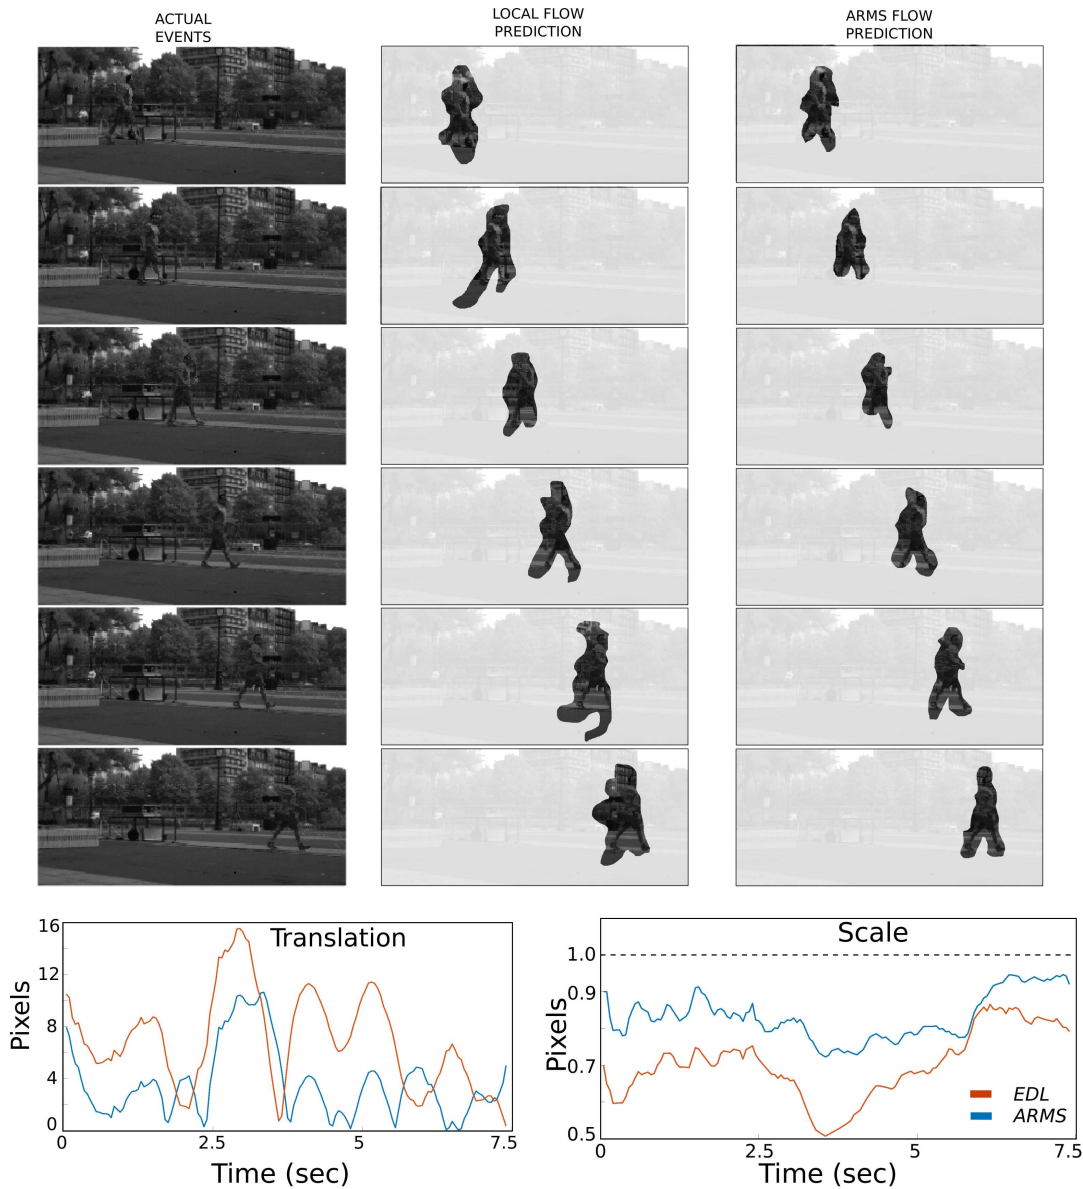 ACTUAL
EVENTS
LOCAL FLOW
PREDICTION
ARMS FLOW
PREDICTION
Translation
Pixels
16
12
8
4
0
0
2.5
5
7.5
Time (sec)
Scale
Pixels
1.0
0.9
0.7
0.5
0
2.5
5
7.5
Time (sec)
EDL
ARMS